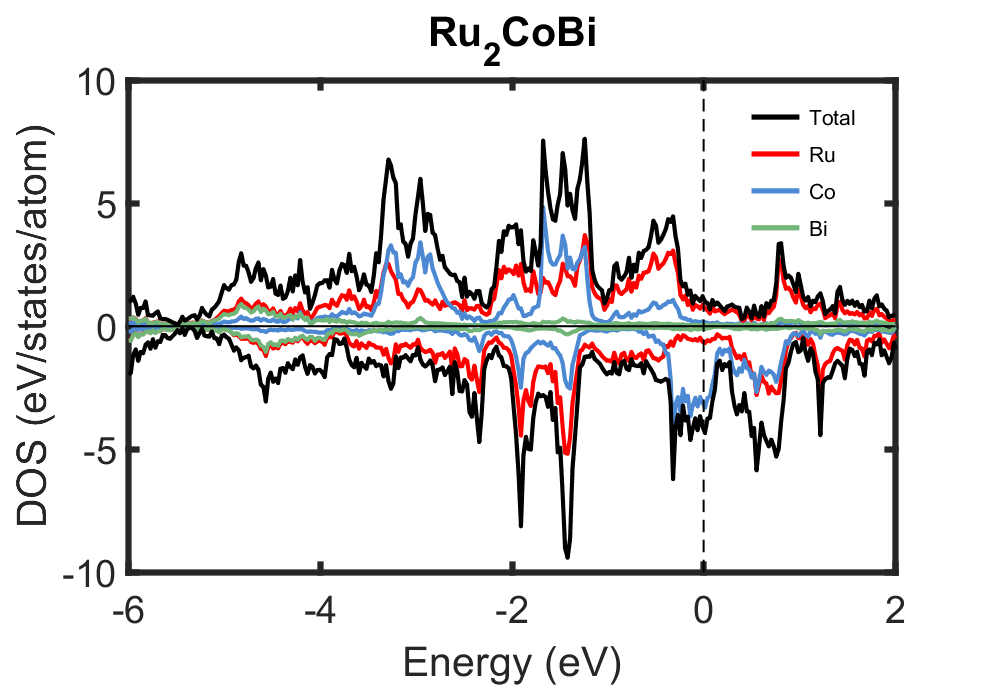 Ru2CoBi
10
5
0
-5
-10
DOS (eV/states/atom)
Total
Ru
Co
Bi
-6 -4 -2 0 2
Energy (eV)